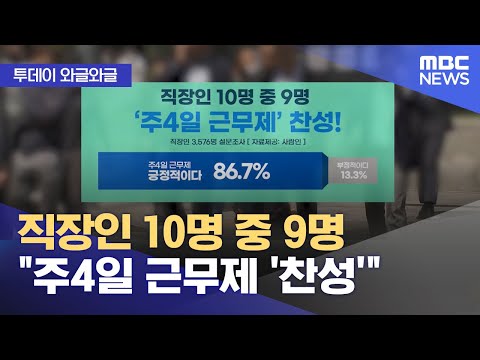 투데이 와글와글
MBC
NEWS
직장인 10명 중 9명
‘주4일 근무제’ 찬성!
직장인 3,576명 설문조사 [ 자료제공: 사람인 ]
주4일 근무제
긍정적이다 86.7%
부정적이다
13.3%
직장인 10명 중 9명
"주4일 근무제 '찬성'"